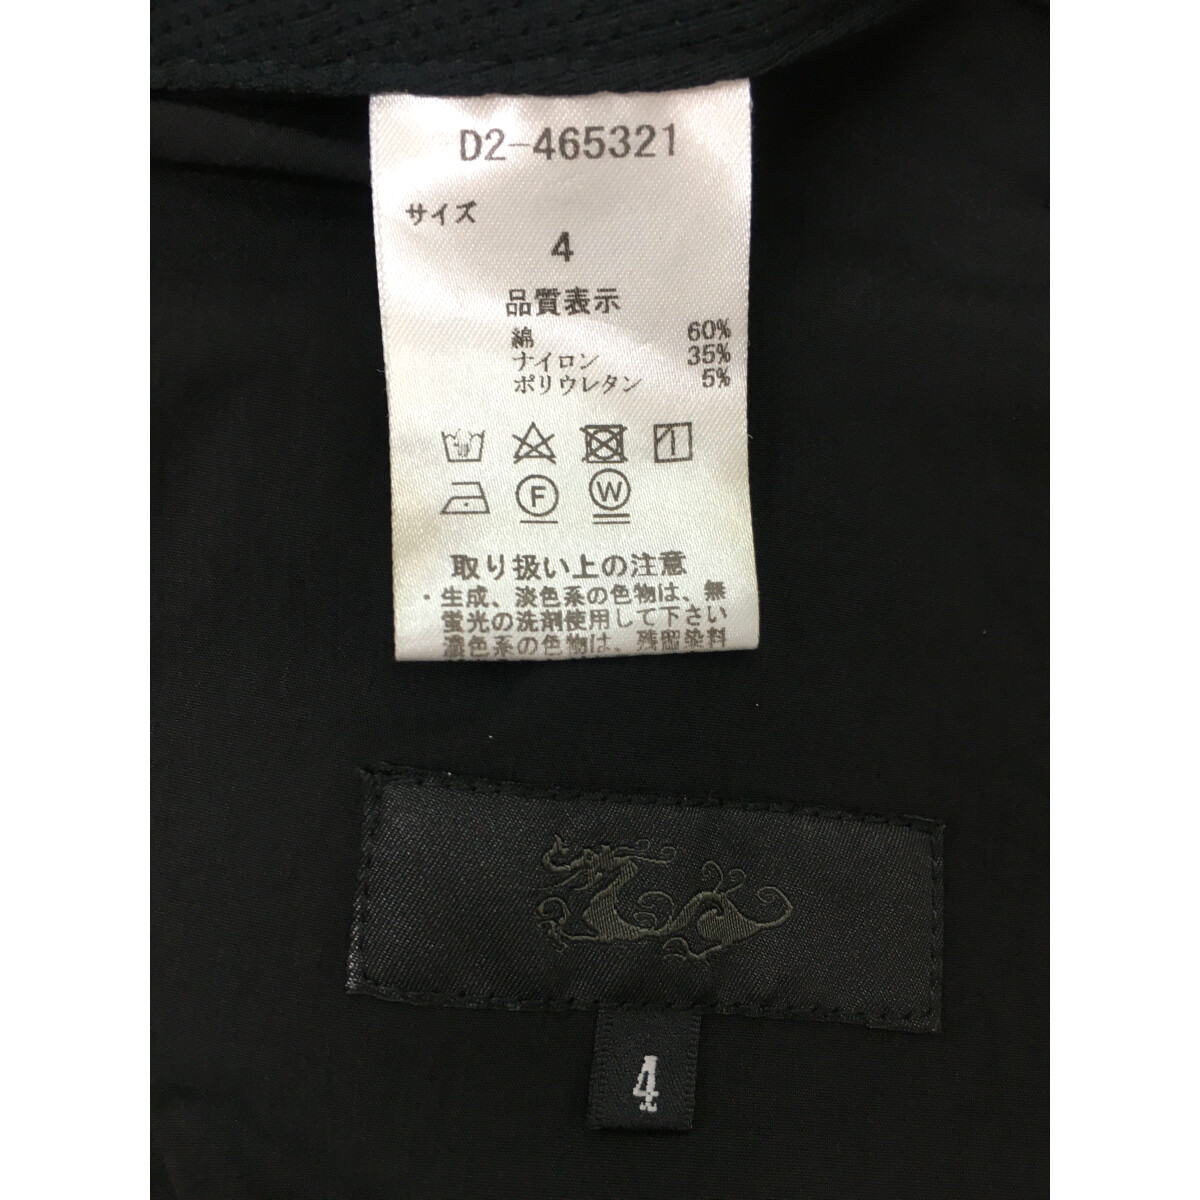 D2-465321
サイズ
4
品質表示
綿 60%
ナイロン 35%
ポリウレタン 5%
F W
取り扱い上の注意
・生成、淡色系の色物は、無
蛍光の洗剤使用して下さい
濃色系の色物は、残留染料
4